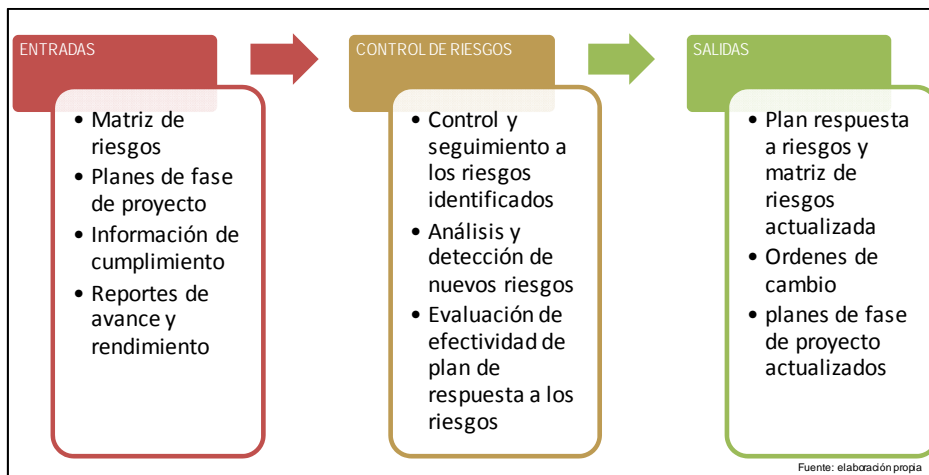 ENTRADAS
• Matriz de
riesgos
• Planes de fase
de proyecto
• Información de
cumplimiento
• Reportes de
avance y
rendimiento
CONTROL DE RIESGOS
• Control y
seguimiento a
los riesgos
identificados
• Análisis y
detección de
nuevos riesgos
• Evaluación de
efectividad de
plan de
respuesta a los
riesgos
SALIDAS
• Plan respuesta
a riesgos y
matriz de
riesgos
actualizada
• Ordenes de
cambio
• planes de fase
de proyecto
actualizados
Fuente: elaboración propia